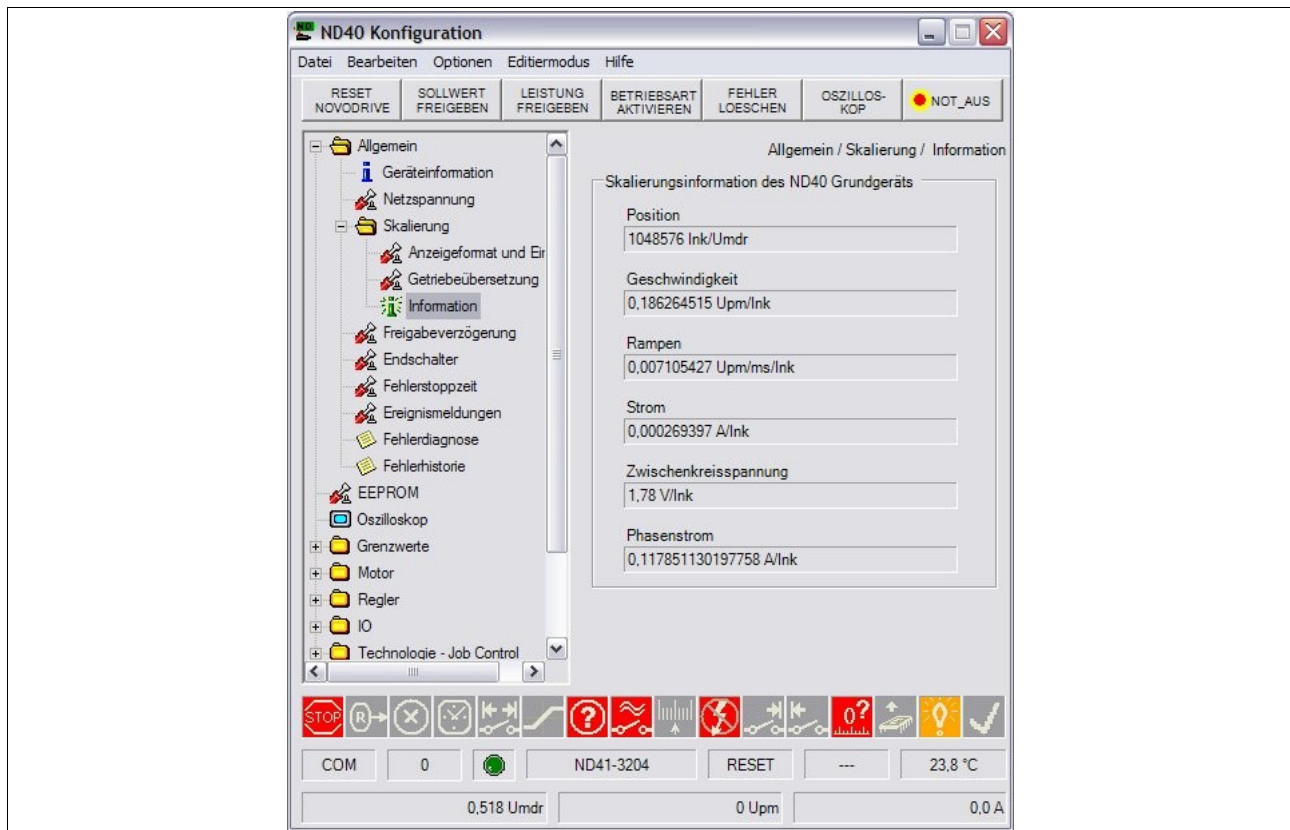 ND40 Konfiguration
Datei Bearbeiten Optionen Editiermodus Hilfe
RESET NOVODRIVE
SOLLWERT FREIGEBEN
LEISTUNG FREIGEBEN
BETRIEBSART AKTIVIEREN
FEHLER LOESCHEN
OSZILLOS-KOP
NOT_AUS
Allgemein
Geräteinformation
Netzspannung
Skalierung
Anzeigeformat und Eir
Getriebeübersetzung
Information
Freigabeverzögerung
Endschalter
Fehlerstoppzeit
Ereignismeldungen
Fehlerdiagnose
Fehlerhistorie
EEPROM
Oszilloskop
Grenzwerte
Motor
Regler
IO
Technologie - Job Control
Allgemein / Skalierung / Information
Skalierungsinformation des ND40 Grundgeräts
Position
1048576 Ink/Umdr
Geschwindigkeit
0,186264515 Upm/Ink
Rampen
0,007105427 Upm/ms/Ink
Strom
0,000269397 A/Ink
Zwischenkreisspannung
1,78 V/Ink
Phasenstrom
0,117851130197758 A/Ink
STOP R ? 0?
COM 0 ND41-3204 RESET --- 23,8 °C
0,518 Umdr 0 Upm 0,0 A